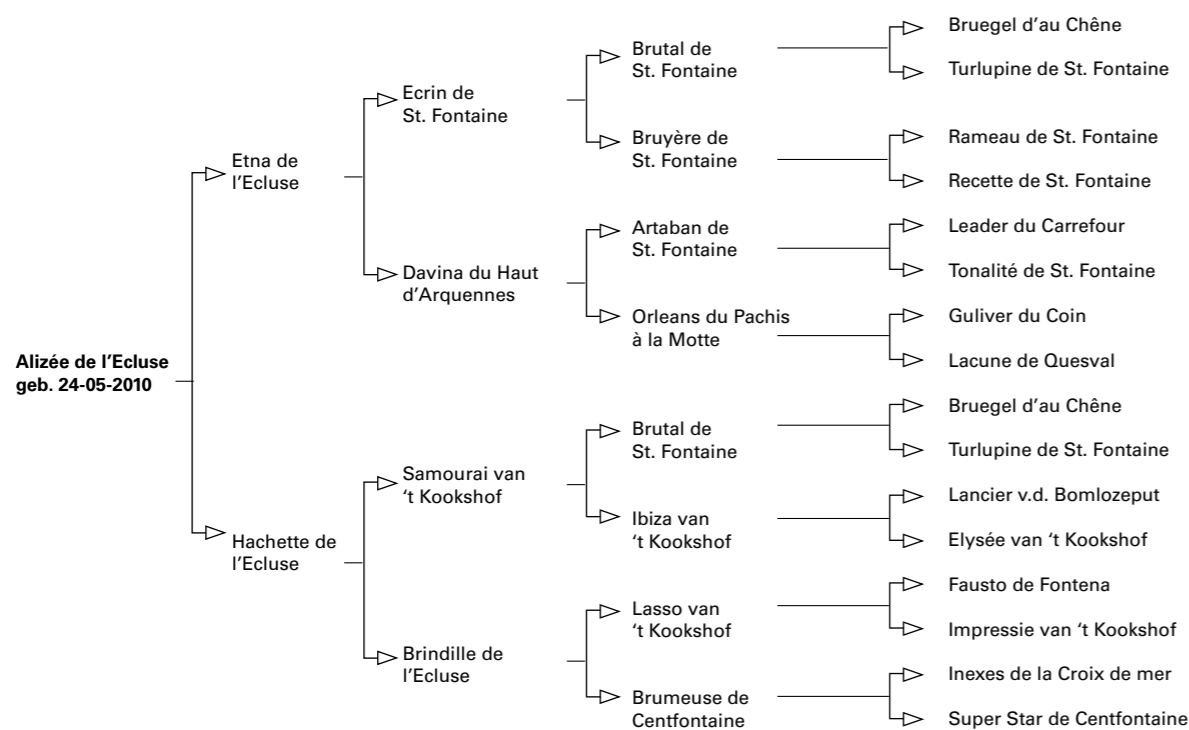 Alizée de l'Ecluse
geb. 24-05-2010
Etna de
l'Ecluse
Hachette de
l'Ecluse
Ecrin de
St. Fontaine
Davina du Haut
d'Arquennes
Samourai van
‘t Kookshof
Brindille de
l'Ecluse
Brutal de
St. Fontaine
Bruyère de
St. Fontaine
Artaban de
St. Fontaine
Orleans du Pachis
à la Motte
Brutal de
St. Fontaine
Ibiza van
‘t Kookshof
Lasso van
‘t Kookshof
Brumeuse de
Centfontaine
Bruegel d'au Chêne
Turlupine de St. Fontaine
Rameau de St. Fontaine
Recette de St. Fontaine
Leader du Carrefour
Tonalité de St. Fontaine
Guliver du Coin
Lacune de Quesval
Bruegel d'au Chêne
Turlupine de St. Fontaine
Lancier v.d. Bomlozeput
Elysée van ‘t Kookshof
Fausto de Fontena
Impressie van ‘t Kookshof
Inexes de la Croix de mer
Super Star de Centfontaine